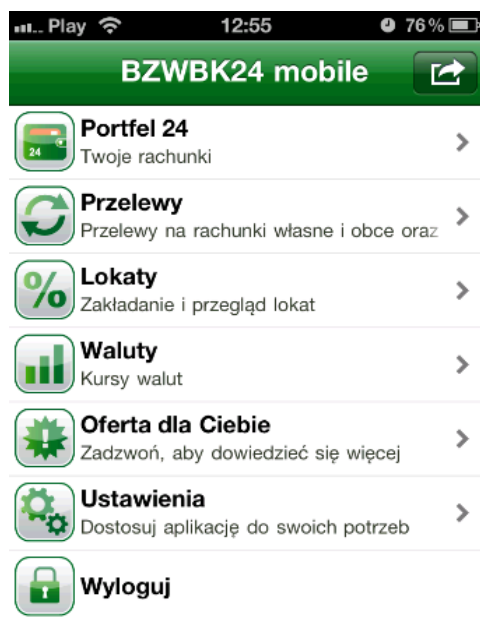 Play 12:55 76%
BZWBK24 mobile
24
Portfel 24
Twoje rachunki
Przelewy
Przelewy na rachunki własne i obce oraz
%
Lokaty
Zakładanie i przegląd lokat
Waluty
Kursy walut
Oferta dla Ciebie
Zadzwoń, aby dowiedzieć się więcej
Ustawienia
Dostosuj aplikację do swoich potrzeb
Wyloguj